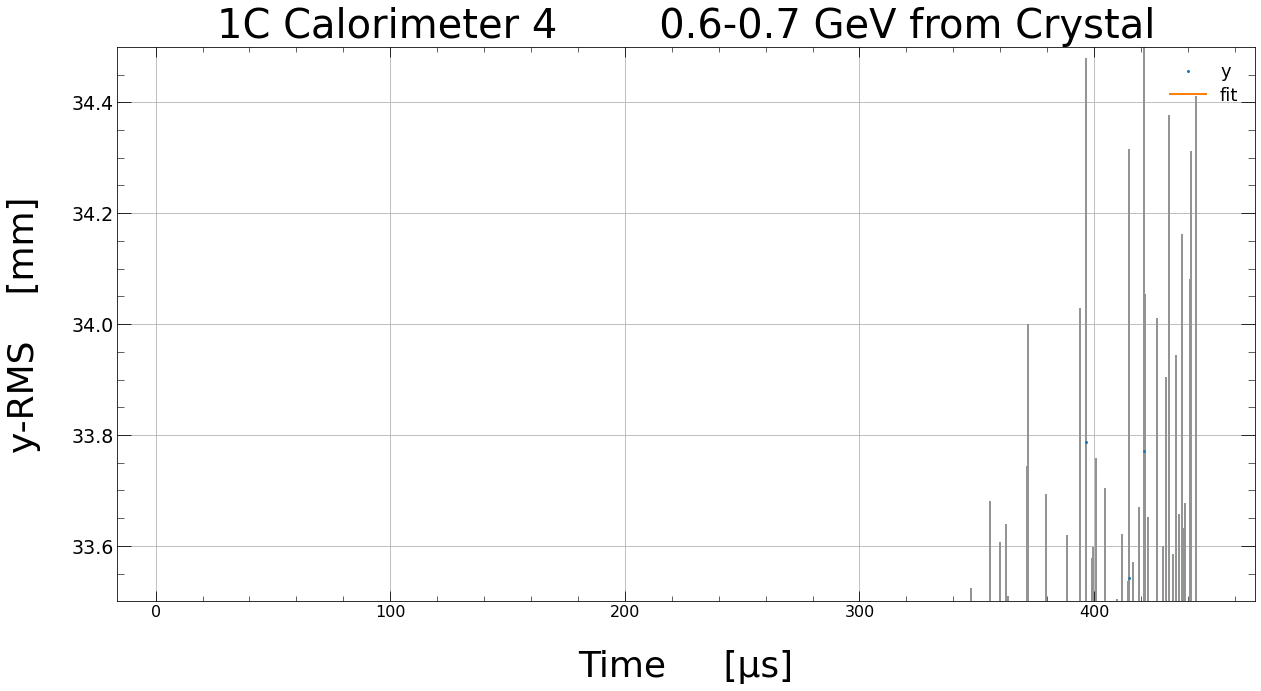 1C Calorimeter 4 0.6-0.7 GeV from Crystal
y
fit
34.4
34.2
34.0
33.8
33.6
y-RMS [mm]
0 100 200 300 400
Time [µs]